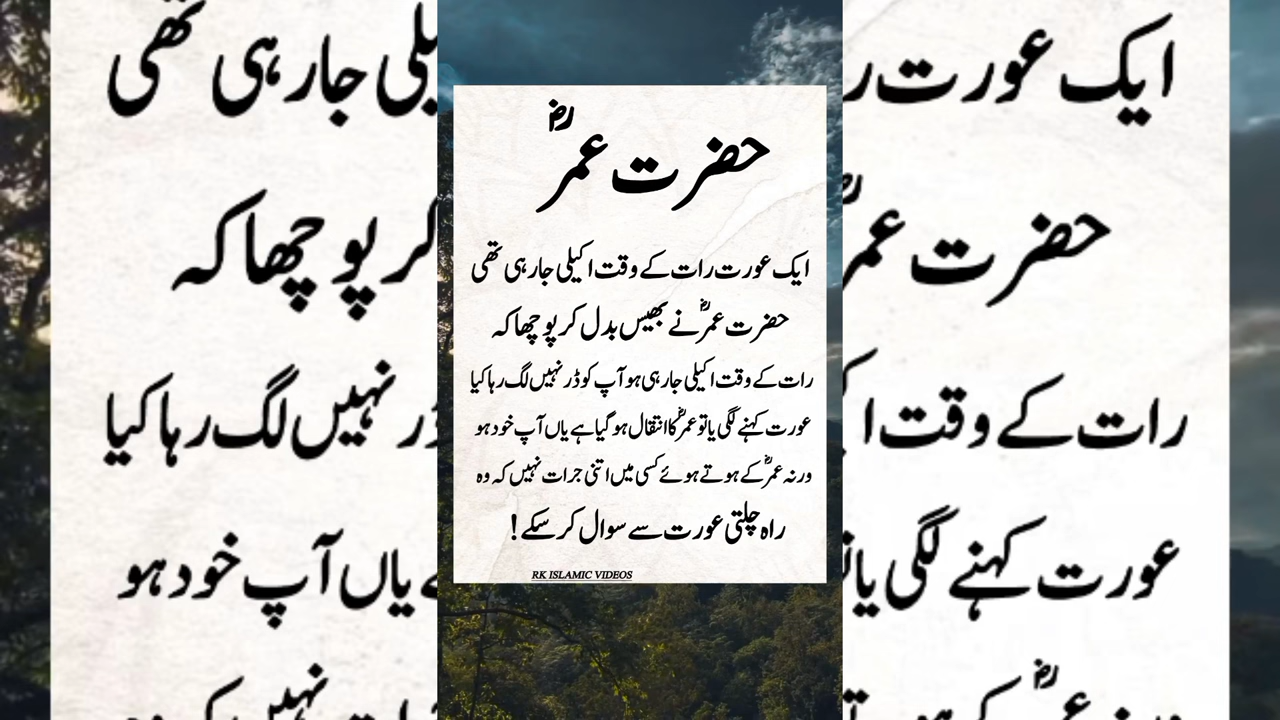 حضرت عمرؓ
ایک عورت رات کے وقت اکیلی جا رہی تھی
حضرت عمرؓ نے بھیس بدل کر پوچھا کہ
رات کے وقت اکیلی جا رہی ہو آپ کو ڈر نہیں لگ رہا کیا
عورت کہنے لگی یا تو عمرؓ کا انتقال ہو گیا ہے یاں آپ خود ہو
ورنہ عمرؓ کے ہوتے ہوئے کسی میں اتنی جرات نہیں کہ وہ
راہ چلتی عورت سے سوال کر سکے!
RK ISLAMIC VIDEOS